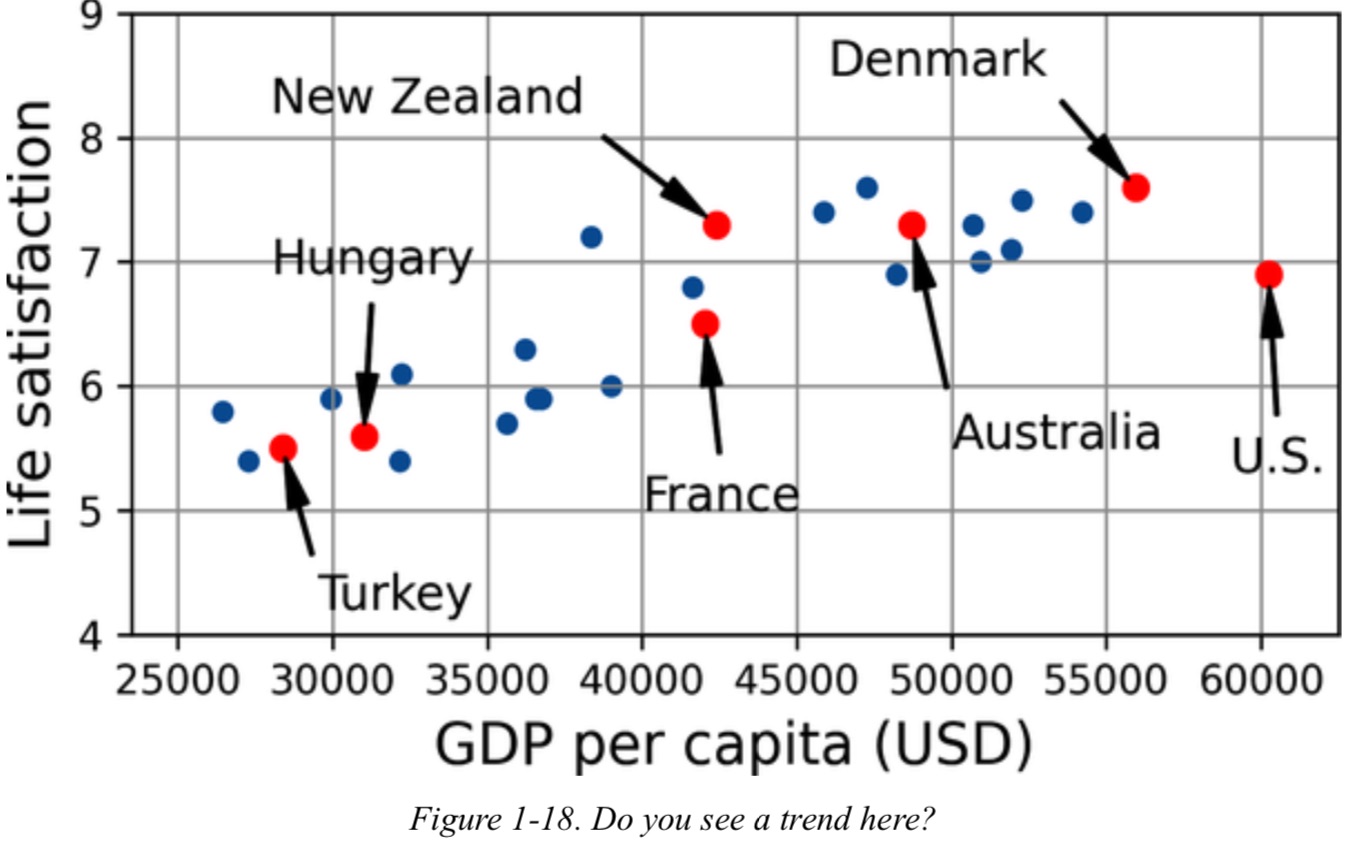 9
Denmark
New Zealand
8
Hungary
7
Life satisfaction
6
Australia
U.S.
France
5
Turkey
4
25000 30000 35000 40000 45000 50000 55000 60000
GDP per capita (USD)
Figure 1-18. Do you see a trend here?